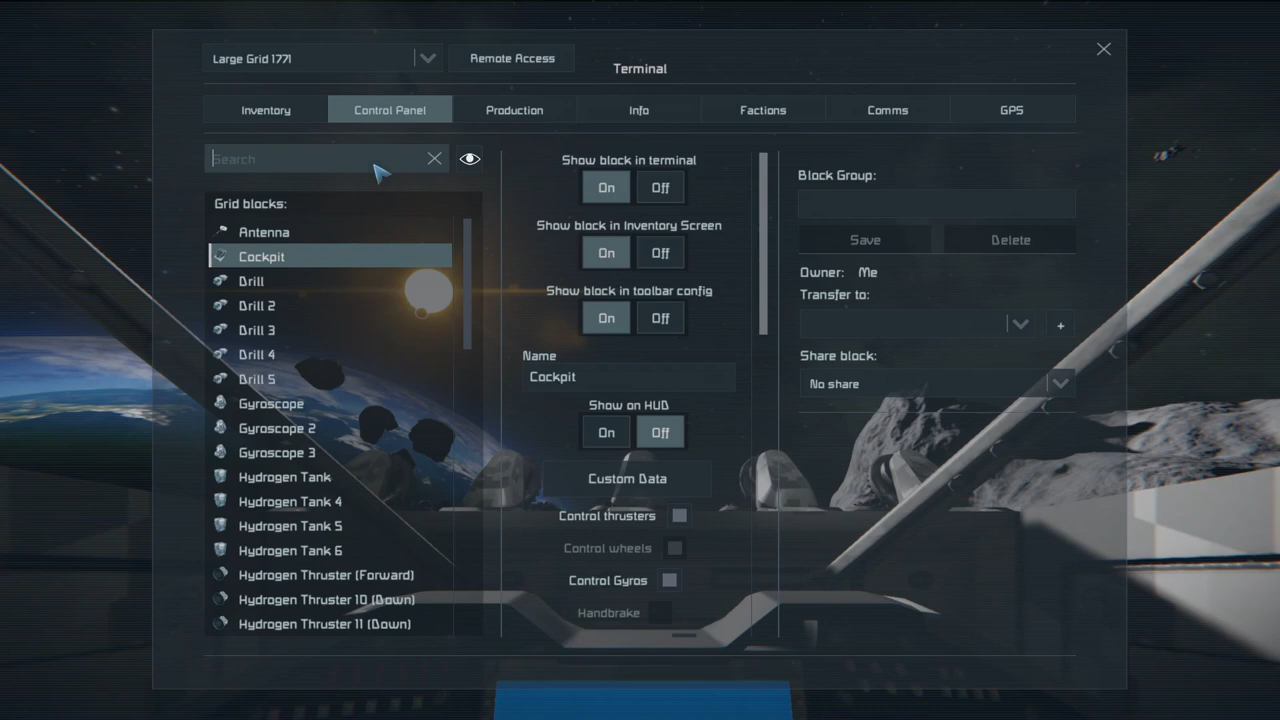 Large Grid 1771
Remote Access
Terminal
Inventory
Control Panel
Production
Info
Factions
Comms
GPS
Search
Grid blocks:
Antenna
Cockpit
Drill
Drill 2
Drill 3
Drill 4
Drill 5
Gyroscope
Gyroscope 2
Gyroscope 3
Hydrogen Tank
Hydrogen Tank 4
Hydrogen Tank 5
Hydrogen Tank 6
Hydrogen Thruster (Forward)
Hydrogen Thruster 10 (Down)
Hydrogen Thruster 11 (Down)
Show block in terminal
On Off
Show block in Inventory Screen
On Off
Show block in toolbar config
On Off
Name
Cockpit
Show on HUD
On Off
Custom Data
Control thrusters
Control wheels
Control Gyros
Handbrake
Block Group:
Save Delete
Owner: Me
Transfer to:
+
Share block:
No share